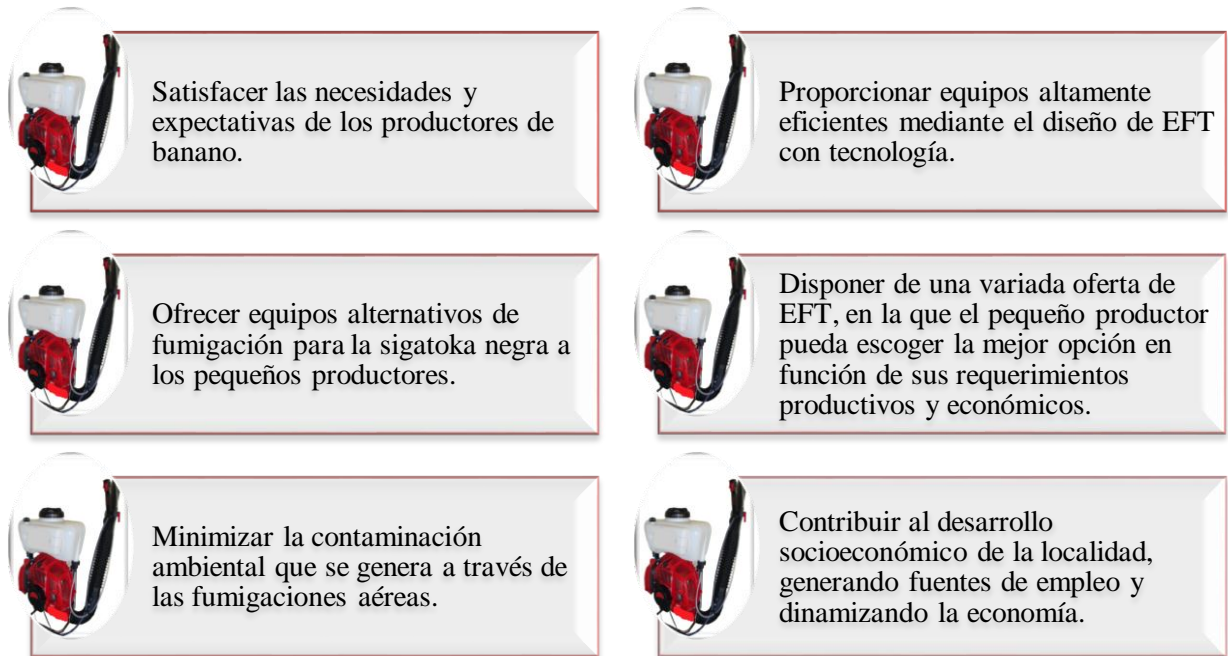 Satisfacer las necesidades y
expectativas de los productores de
banano.
Proporcionar equipos altamente
eficientes mediante el diseño de EFT
con tecnología.
Ofrecer equipos alternativos de
fumigación para la sigatoka negra a
los pequeños productores.
Disponer de una variada oferta de
EFT, en la que el pequeño productor
pueda escoger la mejor opción en
función de sus requerimientos
productivos y económicos.
Minimizar la contaminación
ambiental que se genera a través de
las fumigaciones aéreas.
Contribuir al desarrollo
socioeconómico de la localidad,
generando fuentes de empleo y
dinamizando la economía.